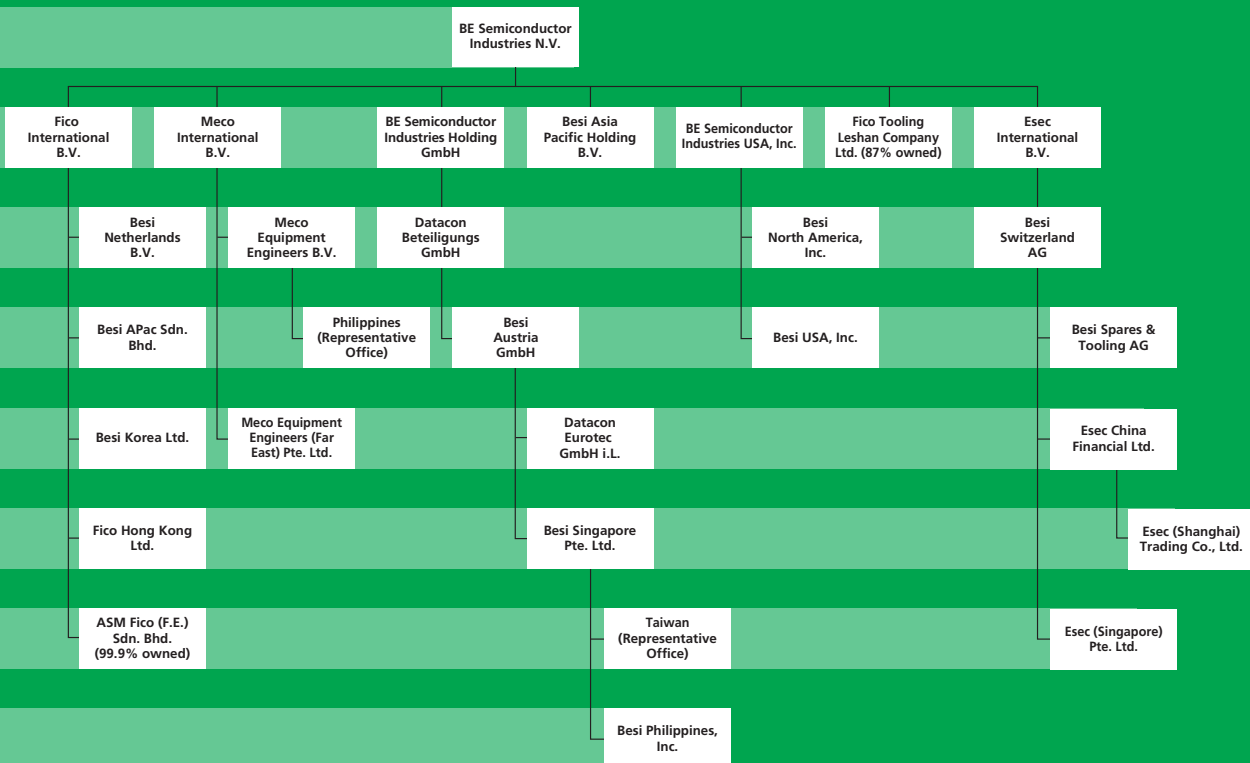 BE Semiconductor
Industries N.V.
Fico
International
B.V.
Meco
International
B.V.
BE Semiconductor
Industries Holding
GmbH
Besi Asia
Pacific Holding
B.V.
BE Semiconductor
Industries USA, Inc.
Fico Tooling
Leshan Company
Ltd. (87% owned)
Esec
International
B.V.
Besi
Netherlands
B.V.
Meco
Equipment
Engineers B.V.
Datacon
Beteiligungs
GmbH
Besi
North America,
Inc.
Besi
Switzerland
AG
Besi APac Sdn.
Bhd.
Philippines
(Representative
Office)
Besi
Austria
GmbH
Besi USA, Inc.
Besi Spares &
Tooling AG
Besi Korea Ltd.
Meco Equipment
Engineers (Far
East) Pte. Ltd.
Datacon
Eurotec
GmbH i.L.
Esec China
Financial Ltd.
Fico Hong Kong
Ltd.
Besi Singapore
Pte. Ltd.
Esec (Shanghai)
Trading Co., Ltd.
ASM Fico (F.E.)
Sdn. Bhd.
(99.9% owned)
Taiwan
(Representative
Office)
Esec (Singapore)
Pte. Ltd.
Besi Philippines,
Inc.